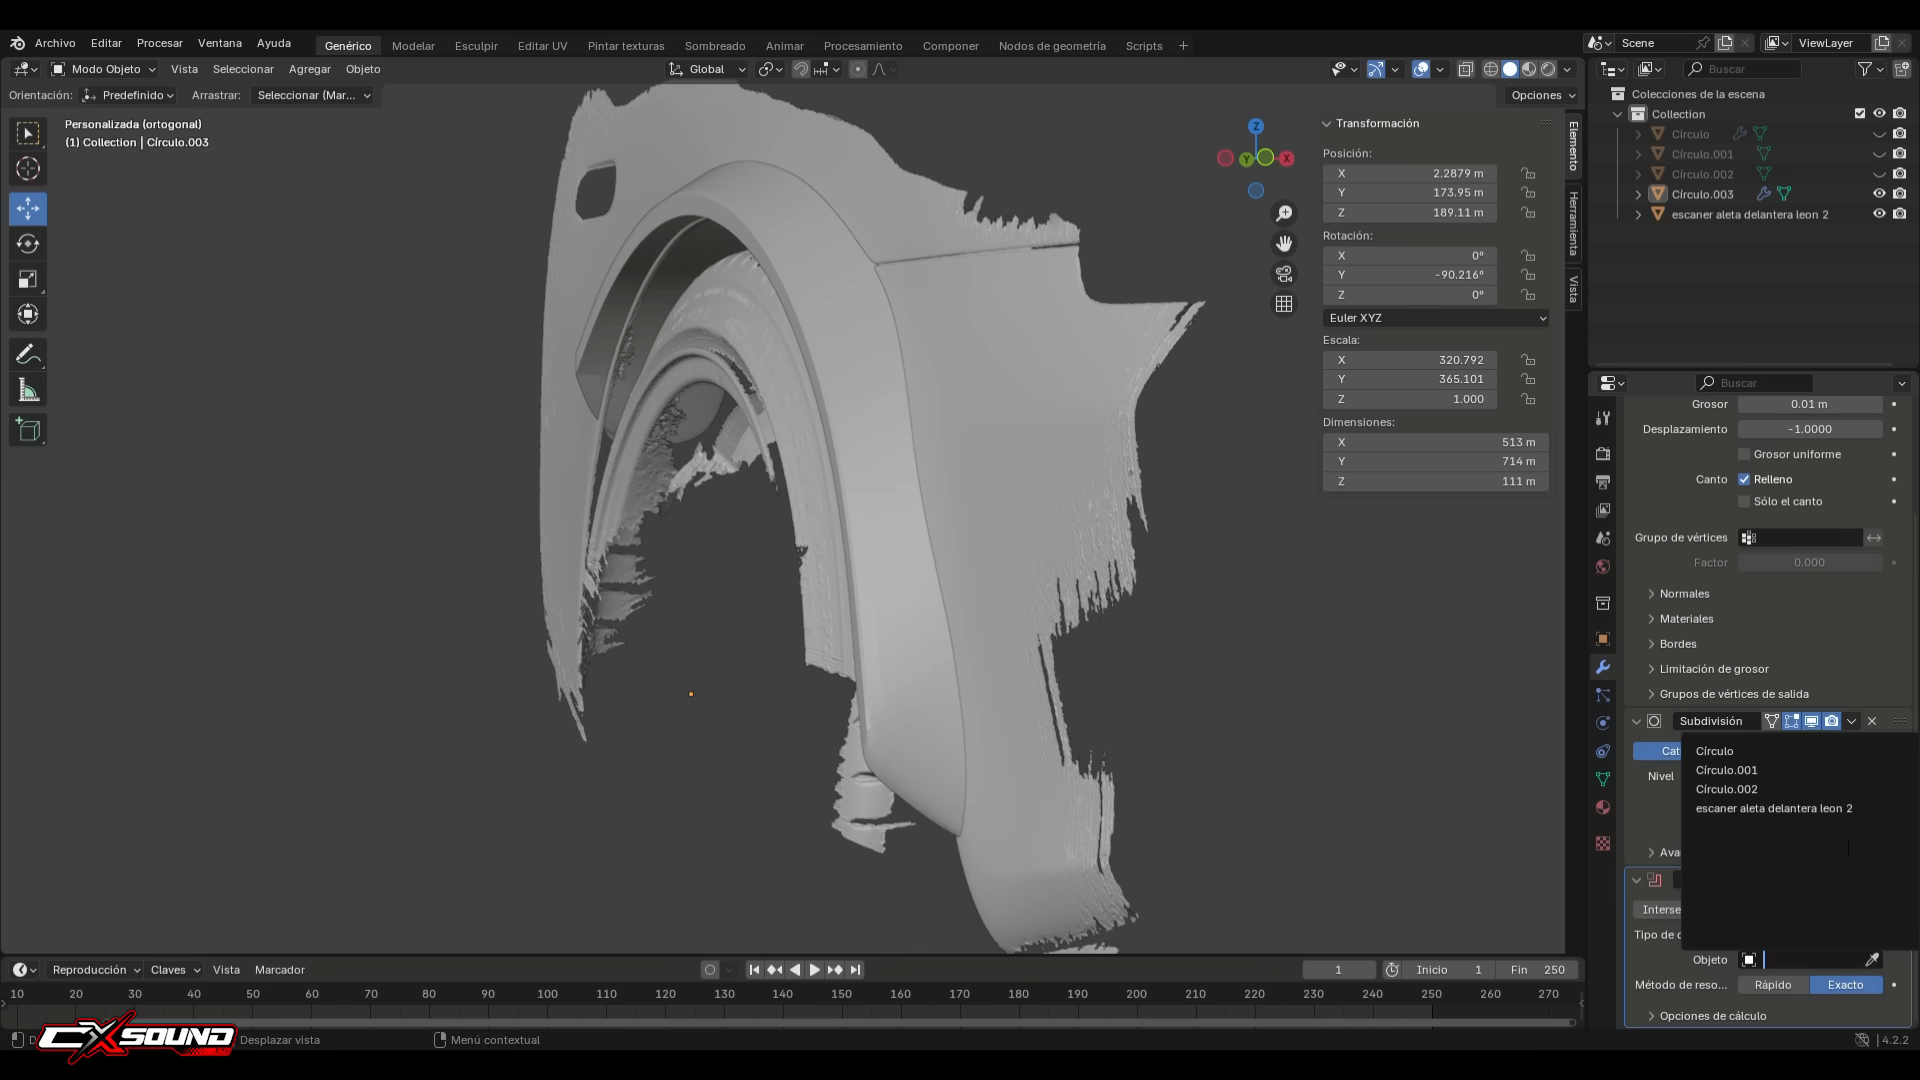 Archivo Editar Procesar Ventana Ayuda Genérico Modelar Esculpir Editar UV Pintar texturas Sombreado Animar Procesamiento Componer Nodos de geometría Scripts + Scene ViewLayer
Modo Objeto Vista Seleccionar Agregar Objeto Global Buscar
Orientación: Predefinido Arrastrar: Seleccionar (Mar... Opciones
Personalizada (ortogonal)
(1) Collection | Círculo.003
Z
Y
X
Transformación
Posición:
X 2.2879 m
Y 173.95 m
Z 189.11 m
Rotación:
X 0°
Y -90.216°
Z 0°
Euler XYZ
Escala:
X 320.792
Y 365.101
Z 1.000
Dimensiones:
X 513 m
Y 714 m
Z 111 m
Elemento
Herramienta
Vista
Colecciones de la escena
Collection
Círculo
Círculo.001
Círculo.002
Círculo.003
escaner aleta delantera leon 2
Buscar
Grosor 0.01 m
Desplazamiento -1.0000
Grosor uniforme
Canto Relleno
Sólo el canto
Grupo de vértices
Factor 0.000
Normales
Materiales
Bordes
Limitación de grosor
Grupos de vértices de salida
Subdivisión
Cat
Nivel
Ava
Círculo
Círculo.001
Círculo.002
escaner aleta delantera leon 2
Interse
Tipo de c
Objeto
Método de reso... Rápido Exacto
Opciones de cálculo
Reproducción Claves Vista Marcador 1 Inicio 1 Fin 250
10 20 30 40 50 60 70 80 90 100 110 120 130 140 150 160 170 180 190 200 210 220 230 240 250 260 270
CXSOUND
D
Desplazar vista Menú contextual 4.2.2